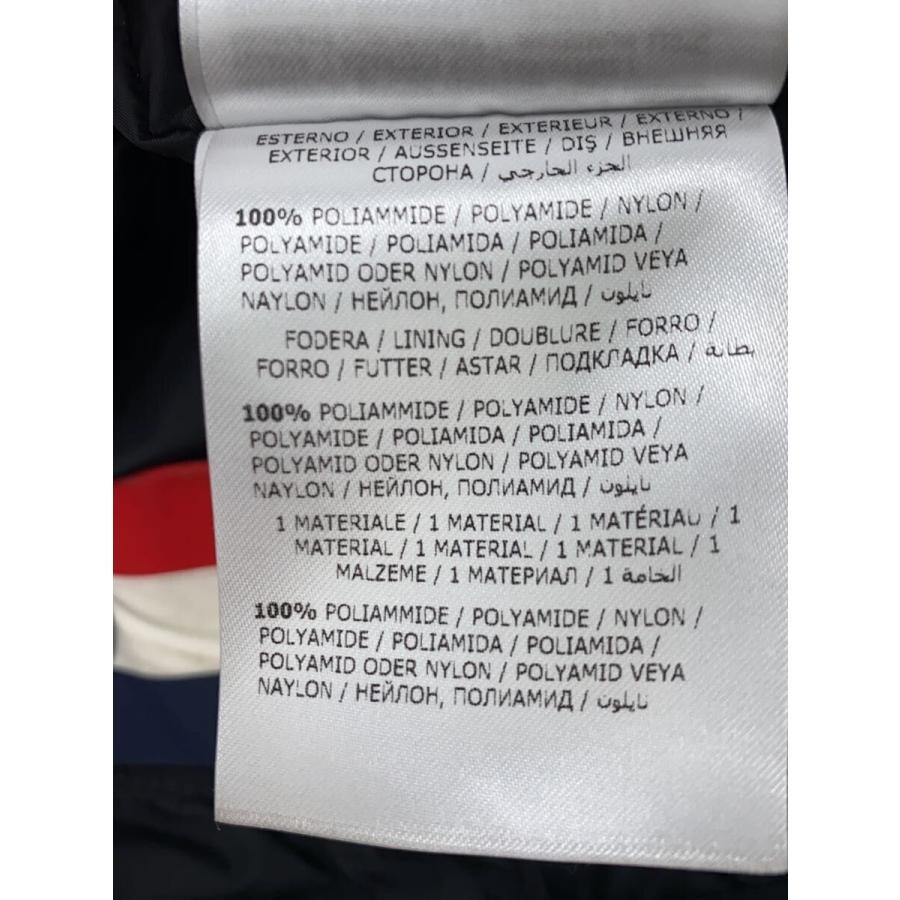 ESTERNO / EXTERIOR / EXTERIEUR / EXTERNO /
EXTERIOR / AUSSENSEITE / DIŞ / ВНЕШНЯЯ
СТОРОНА / الجزء الخارجي
100% POLIAMMIDE / POLYAMIDE / NYLON /
POLYAMIDE / POLIAMIDA / POLIAMIDA /
POLYAMID ODER NYLON / POLYAMID VEYA
NAYLON / НЕЙЛОН, ПОЛИАМИД / نايلون
FODERA / LINING / DOUBLURE / FORRO /
FORRO / FUTTER / ASTAR / ПОДКЛАДКА / بطانة
100% POLIAMMIDE / POLYAMIDE / NYLON /
POLYAMIDE / POLIAMIDA / POLIAMIDA /
POLYAMID ODER NYLON / POLYAMID VEYA
NAYLON / НЕЙЛОН, ПОЛИАМИД / نايلون
1 MATERIALE / 1 MATERIAL / 1 MATÉRIAU / 1
MATERIAL / 1 MATERIAL / 1 MATERIAL / 1
MALZEME / 1 МАТЕРИАЛ / 1 الخامة
100% POLIAMMIDE / POLYAMIDE / NYLON /
POLYAMIDE / POLIAMIDA / POLIAMIDA /
POLYAMID ODER NYLON / POLYAMID VEYA
NAYLON / НЕЙЛОН, ПОЛИАМИД / نايلون